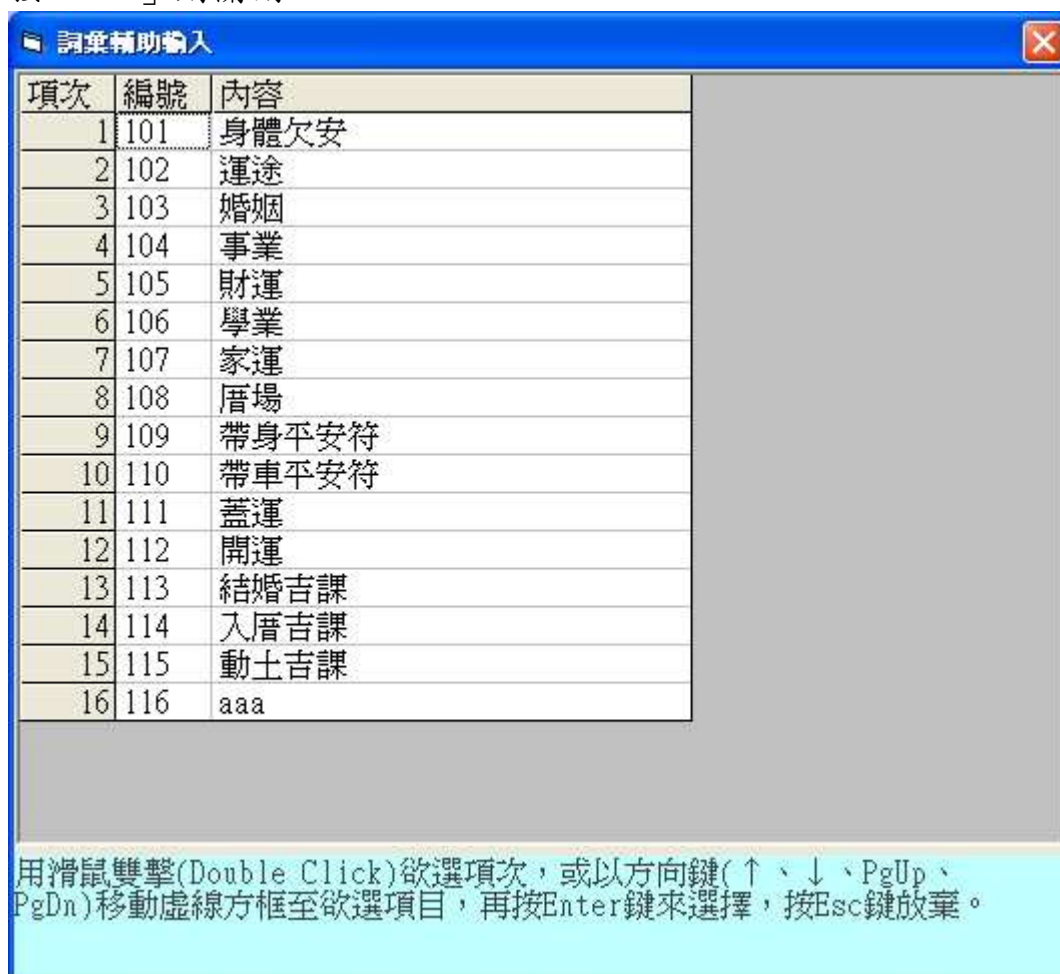 詞彙輔助輸入
項次 編號 內容
1 101 身體欠安
2 102 運途
3 103 婚姻
4 104 事業
5 105 財運
6 106 學業
7 107 家運
8 108 厝場
9 109 帶身平安符
10 110 帶車平安符
11 111 蓋運
12 112 開運
13 113 結婚吉課
14 114 入厝吉課
15 115 動土吉課
16 116 aaa
用滑鼠雙擊(Double Click)欲選項次，或以方向鍵(↑、↓、PgUp、
PgDn)移動虛線方框至欲選項目，再按Enter鍵來選擇，按Esc鍵放棄。